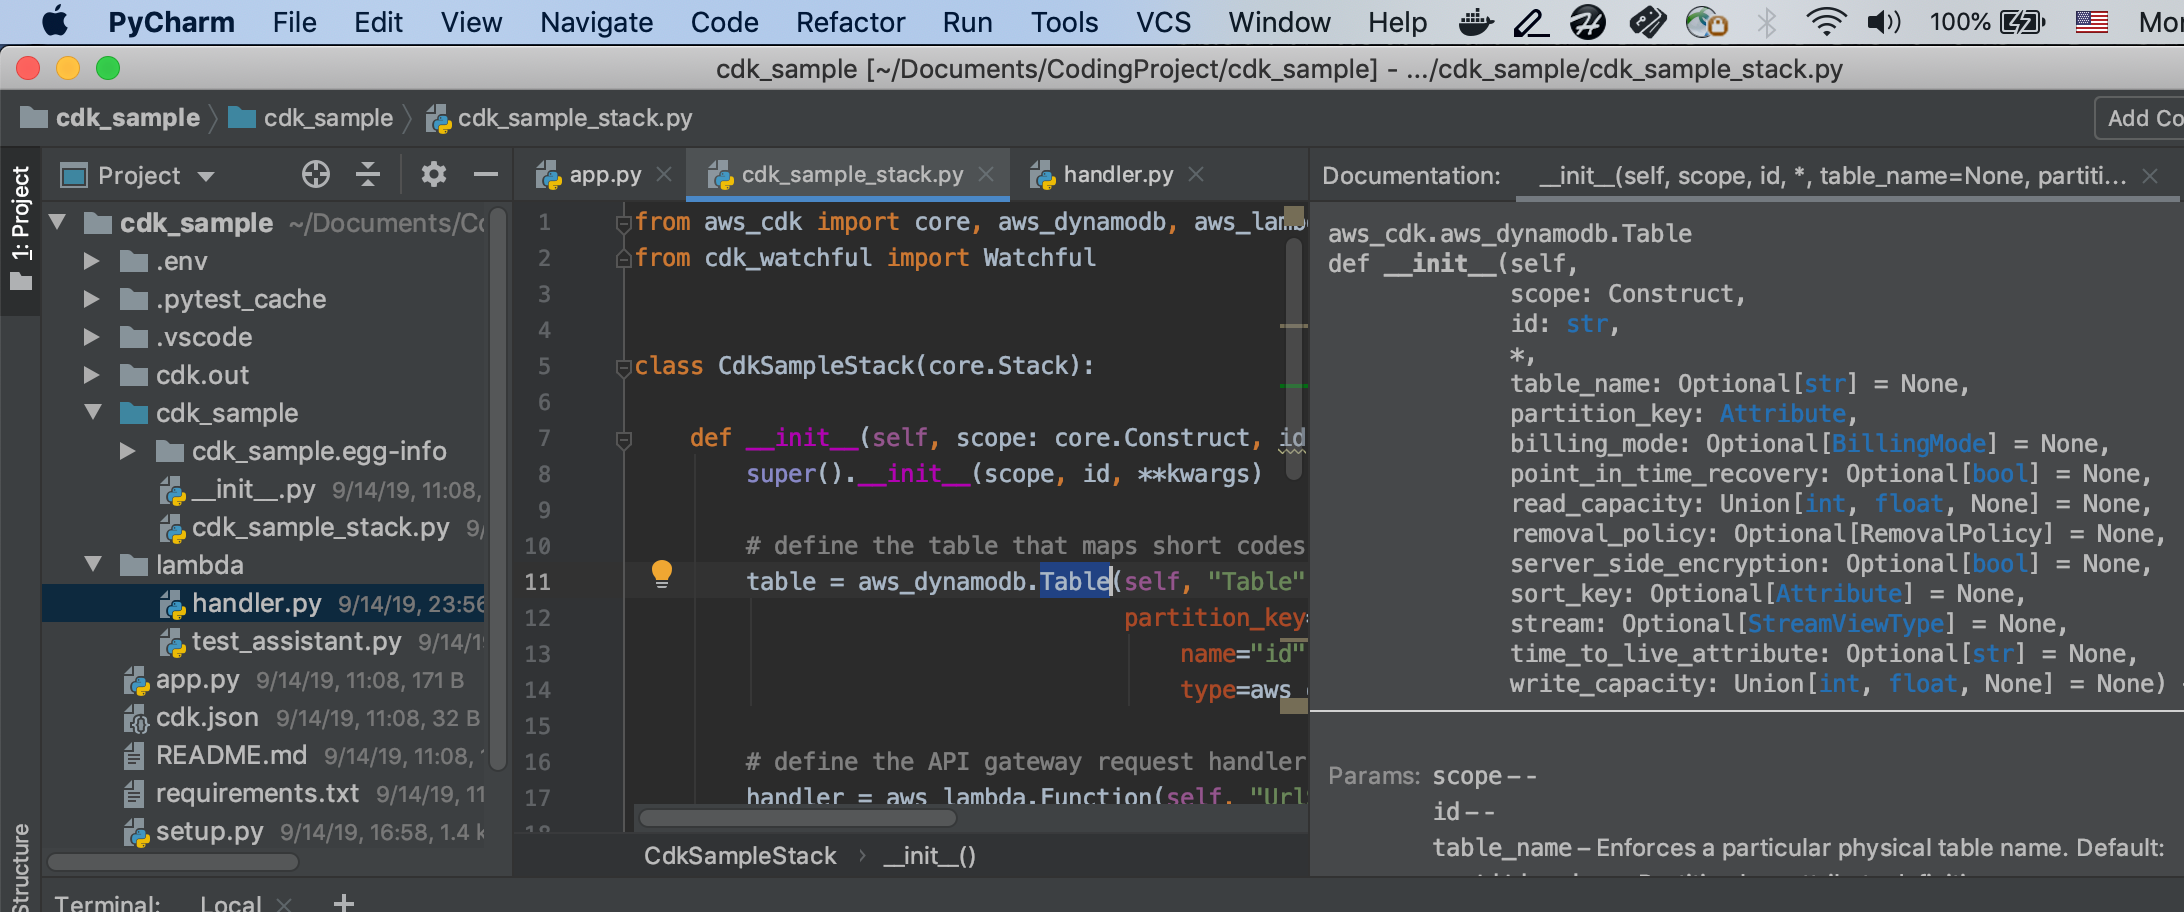 PyCharm File Edit View Navigate Code Refactor Run Tools VCS Window Help 100% Mon
cdk_sample [~/Documents/CodingProject/cdk_sample] - .../cdk_sample/cdk_sample_stack.py
cdk_sample cdk_sample cdk_sample_stack.py Add Co
1: Project
Project
cdk_sample ~/Documents/Co
.env
.pytest_cache
.vscode
cdk.out
cdk_sample
cdk_sample.egg-info
__init__.py 9/14/19, 11:08,
cdk_sample_stack.py 9/
lambda
handler.py 9/14/19, 23:56
test_assistant.py 9/14/1
app.py 9/14/19, 11:08, 171 B
cdk.json 9/14/19, 11:08, 32 B
README.md 9/14/19, 11:08,
requirements.txt 9/14/19, 11
setup.py 9/14/19, 16:58, 1.4 k
Structure
app.py cdk_sample_stack.py handler.py
1 from aws_cdk import core, aws_dynamodb, aws_lamb
2 from cdk_watchful import Watchful
3
4
5 class CdkSampleStack(core.Stack):
6
7 def __init__(self, scope: core.Construct, id
8 super().__init__(scope, id, **kwargs)
9
10 # define the table that maps short codes
11 table = aws_dynamodb.Table(self, "Table"
12 partition_key=
13 name="id"
14 type=aws_
15
16 # define the API gateway request handler
17 handler = aws_lambda.Function(self, "Url
18
CdkSampleStack › __init__()
Documentation: __init__(self, scope, id, *, table_name=None, partiti...
aws_cdk.aws_dynamodb.Table
def __init__(self,
scope: Construct,
id: str,
*,
table_name: Optional[str] = None,
partition_key: Attribute,
billing_mode: Optional[BillingMode] = None,
point_in_time_recovery: Optional[bool] = None,
read_capacity: Union[int, float, None] = None,
removal_policy: Optional[RemovalPolicy] = None,
server_side_encryption: Optional[bool] = None,
sort_key: Optional[Attribute] = None,
stream: Optional[StreamViewType] = None,
time_to_live_attribute: Optional[str] = None,
write_capacity: Union[int, float, None] = None)
Params: scope – –
id – –
table_name – Enforces a particular physical table name. Default:
Terminal: Local +